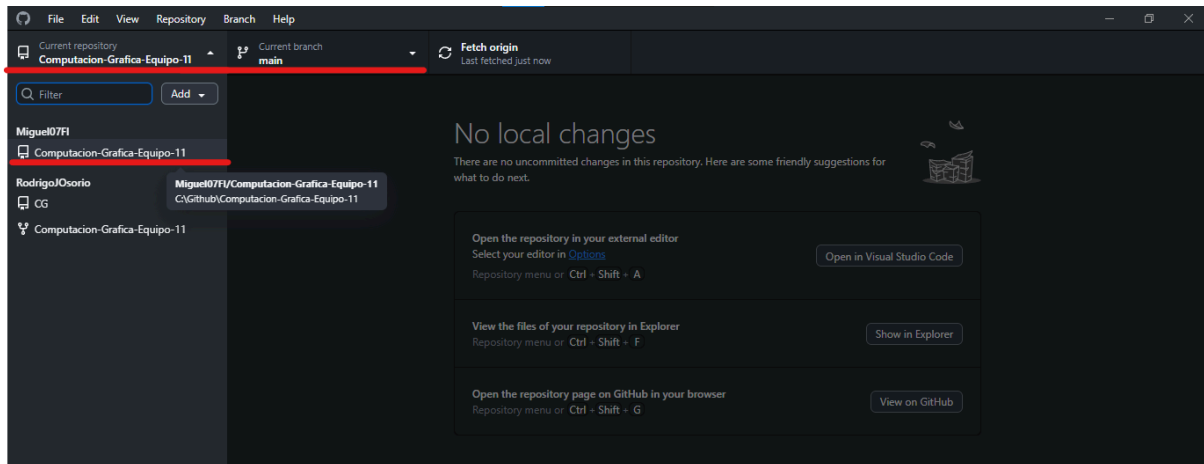 File Edit View Repository Branch Help
Current repository
Computacion-Grafica-Equipo-11
Current branch
main
Fetch origin
Last fetched just now
Filter
Add
Miguel07FI
Computacion-Grafica-Equipo-11
Miguel07FI/Computacion-Grafica-Equipo-11
C:\Github\Computacion-Grafica-Equipo-11
RodrigoJOsorio
CG
Computacion-Grafica-Equipo-11
No local changes
There are no uncommitted changes in this repository. Here are some friendly suggestions for
what to do next.
Open the repository in your external editor
Select your editor in Options
Repository menu or Ctrl + Shift + A
Open in Visual Studio Code
View the files of your repository in Explorer
Repository menu or Ctrl + Shift + F
Show in Explorer
Open the repository page on GitHub in your browser
Repository menu or Ctrl + Shift + G
View on GitHub